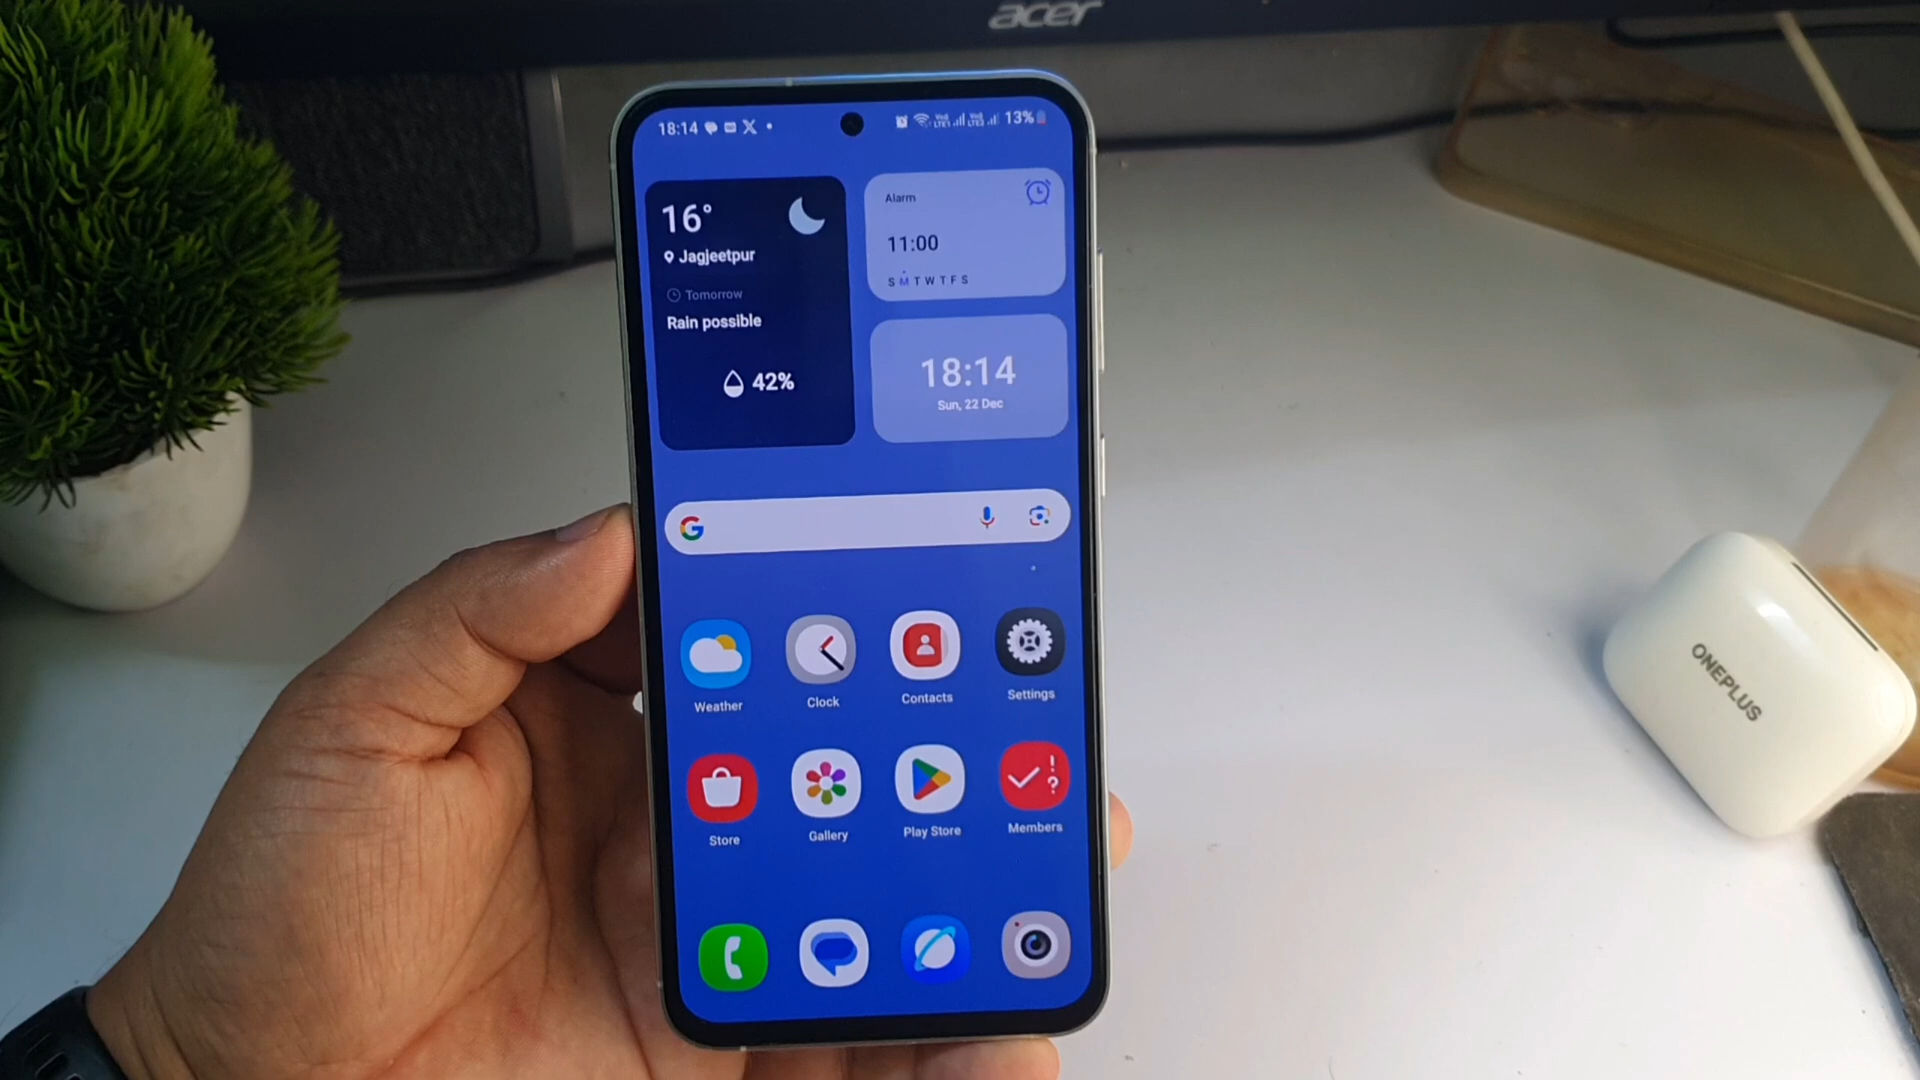 acer
18:14 X 13%
16°
Jagjeetpur
Tomorrow
Rain possible
42%
Alarm
11:00
S M T W T F S
18:14
Sun, 22 Dec
G
Weather Clock Contacts Settings
Store Gallery Play Store Members
ONEPLUS